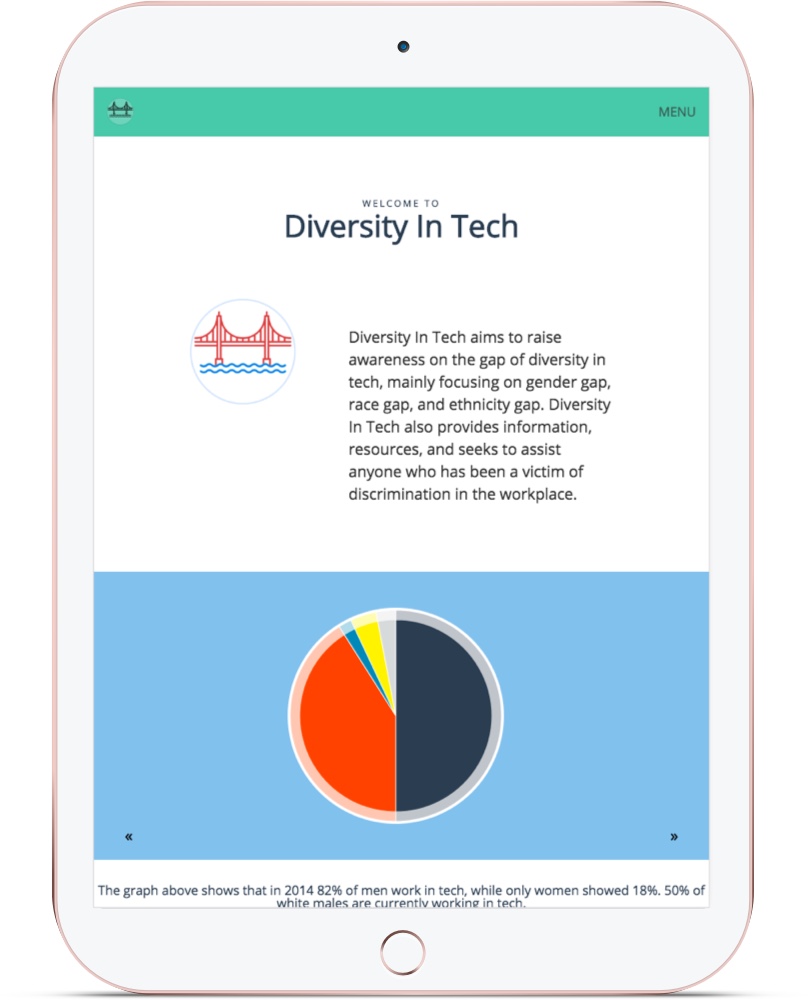 MENU
WELCOME TO
Diversity In Tech
Diversity In Tech aims to raise
awareness on the gap of diversity in
tech, mainly focusing on gender gap,
race gap, and ethnicity gap. Diversity
In Tech also provides information,
resources, and seeks to assist
anyone who has been a victim of
discrimination in the workplace.
« »
The graph above shows that in 2014 82% of men work in tech, while only women showed 18%. 50% of
white males are currently working in tech.